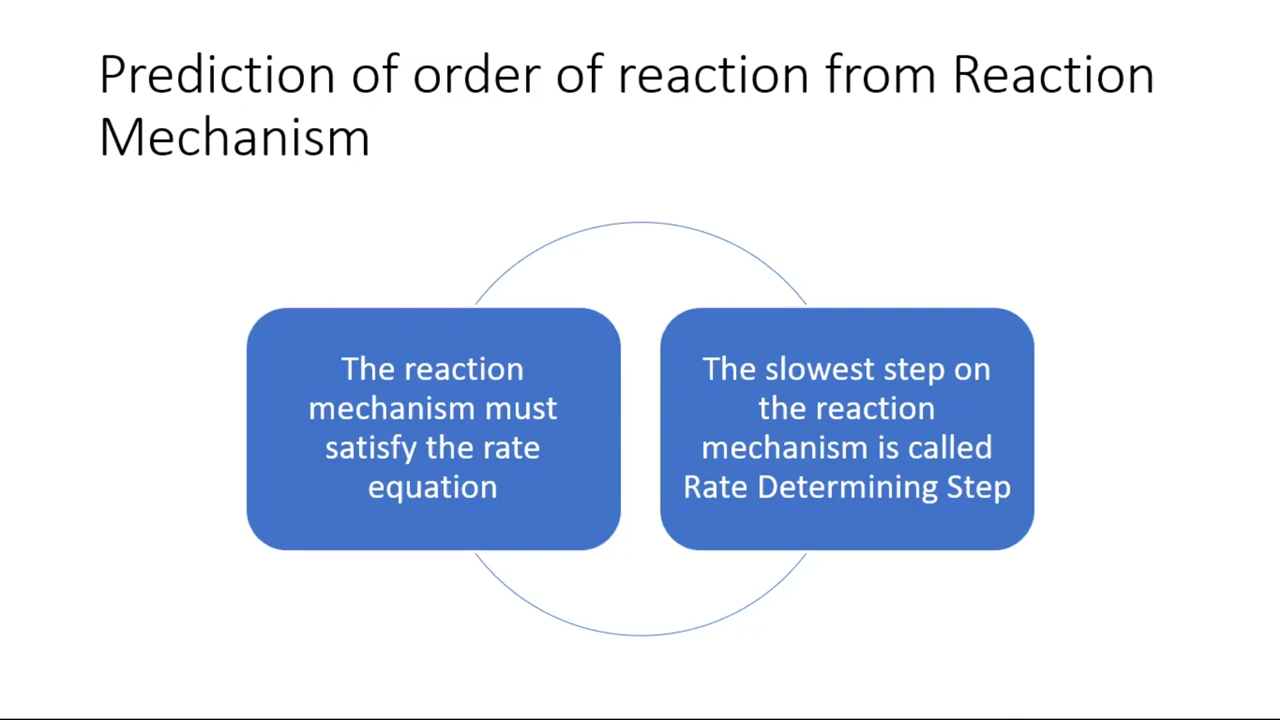 Prediction of order of reaction from Reaction
Mechanism
The reaction
mechanism must
satisfy the rate
equation
The slowest step on
the reaction
mechanism is called
Rate Determining Step